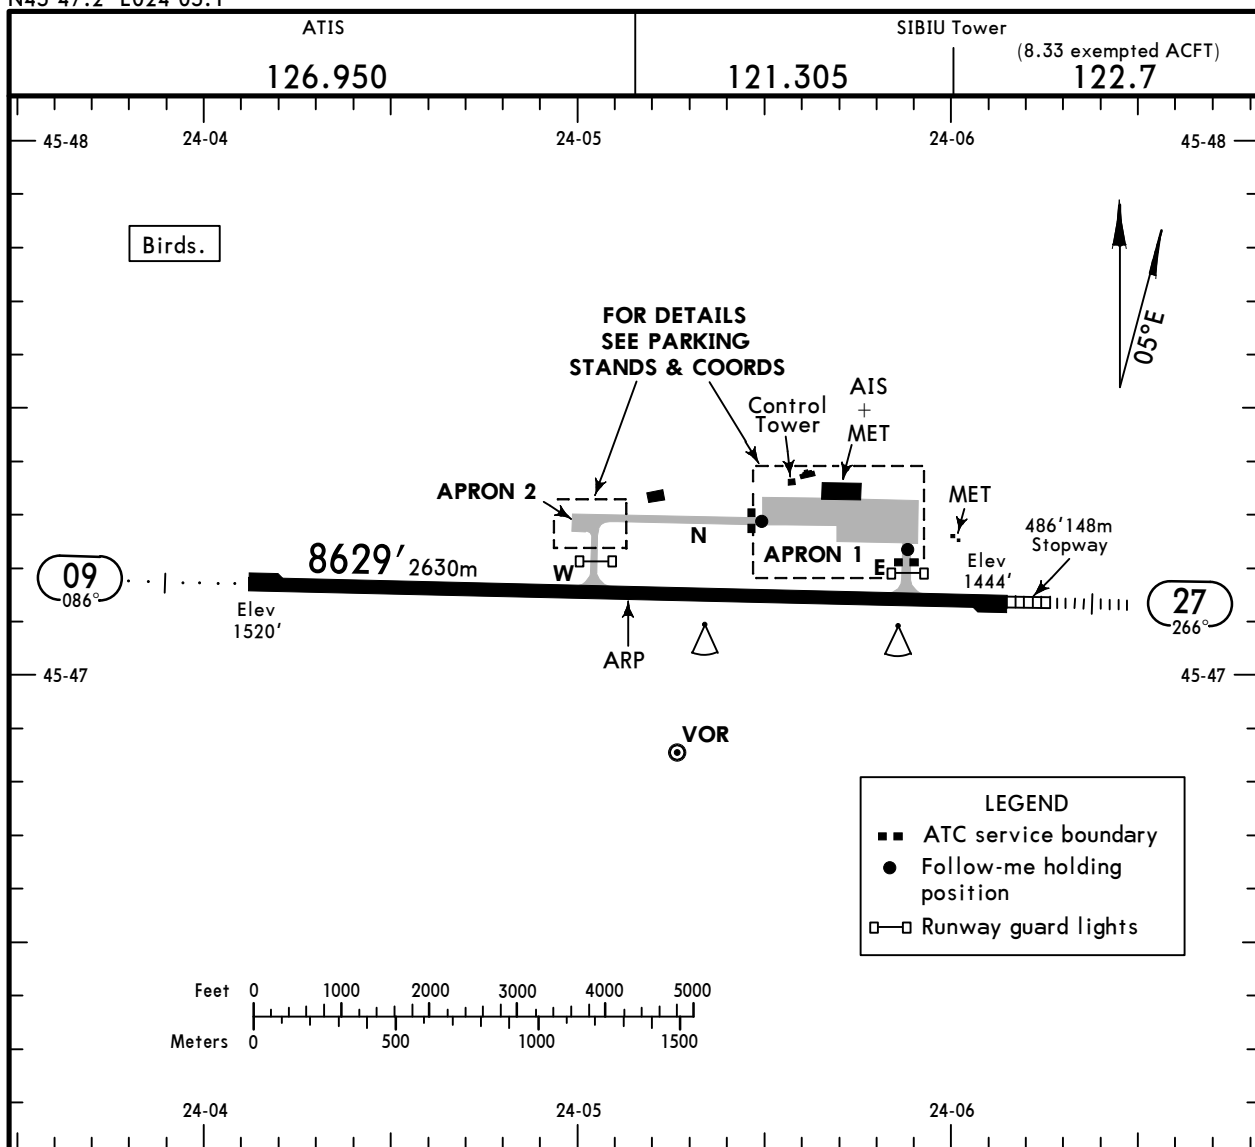 N45 47.2 E024 05.1
ATIS
SIBIU Tower
(8.33 exempted ACFT)
126.950
121.305
122.7
45-48
24-04
24-05
24-06
45-48
Birds.
05°E
FOR DETAILS
SEE PARKING
STANDS & COORDS
AIS
+
MET
Control
Tower
APRON 2
MET
N
APRON 1
486'148m
Stopway
8629' 2630m
W
E
Elev
1444'
09
086°
Elev
1520'
27
266°
ARP
45-47
45-47
VOR
LEGEND
ATC service boundary
Follow-me holding
position
Runway guard lights
Feet 0 1000 2000 3000 4000 5000
Meters 0 500 1000 1500
24-04
24-05
24-06